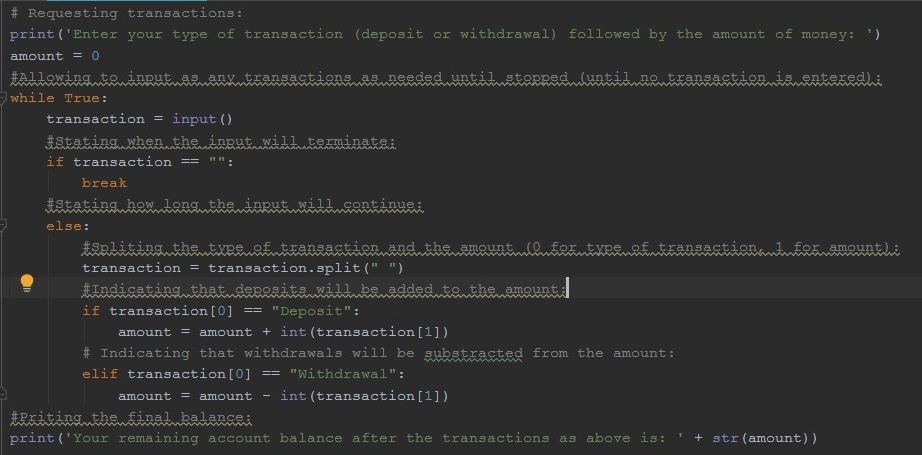 # Requesting transactions:
print('Enter your type of transaction (deposit or withdrawal) followed by the amount of money: ')
amount = 0
#Allowing to input as any transactions as needed until stopped (until no transaction is entered):
while True:
    transaction = input()
    #Stating when the input will terminate:
    if transaction == "":
        break
    #Stating how long the input will continue:
    else:
        #Spliting the type of transaction and the amount (0 for type of transaction, 1 for amount):
        transaction = transaction.split(" ")
        #Indicating that deposits will be added to the amount:
        if transaction[0] == "Deposit":
            amount = amount + int(transaction[1])
        # Indicating that withdrawals will be substracted from the amount:
        elif transaction[0] == "Withdrawal":
            amount = amount - int(transaction[1])
#Priting the final balance:
print('Your remaining account balance after the transactions as above is: ' + str(amount))